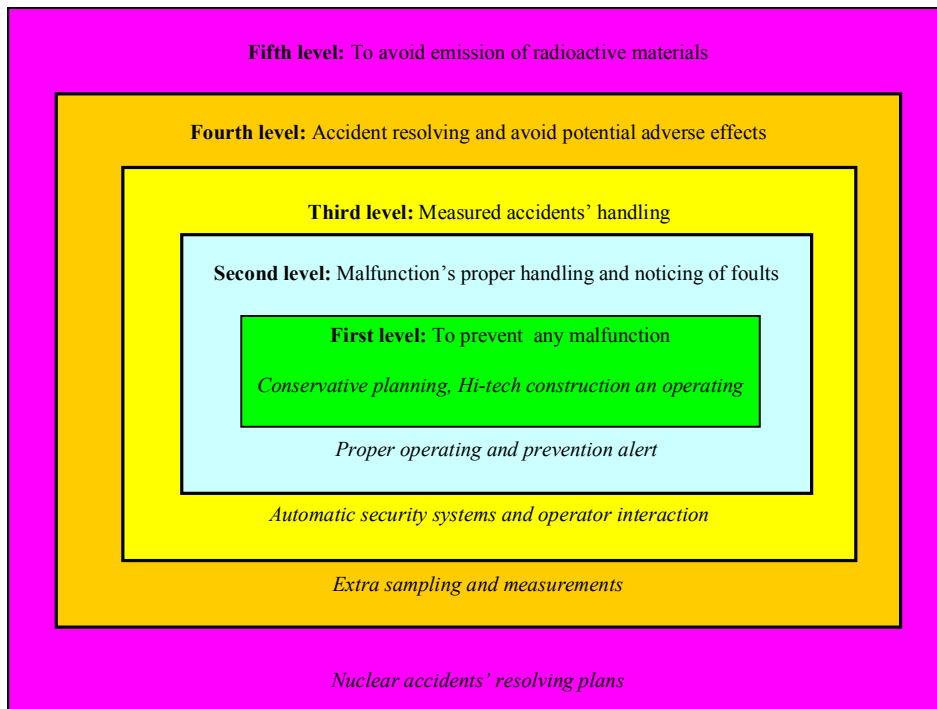 Fifth level: To avoid emission of radioactive materials
Fourth level: Accident resolving and avoid potential adverse effects
Third level: Measured accidents’ handling
Second level: Malfunction’s proper handling and noticing of foults
First level: To prevent any malfunction
Conservative planning, Hi-tech construction an operating
Proper operating and prevention alert
Automatic security systems and operator interaction
Extra sampling and measurements
Nuclear accidents’ resolving plans